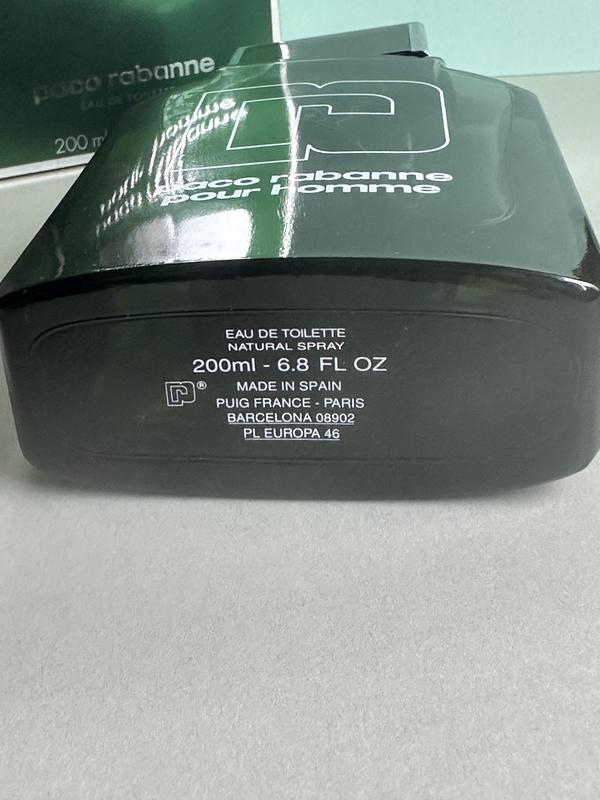 paco rabanne
EAU DE TOILETTE
200 ml
paco rabanne
pour homme
EAU DE TOILETTE
NATURAL SPRAY
200ml - 6.8 FL OZ
MADE IN SPAIN
PUIG FRANCE - PARIS
BARCELONA 08902
PL EUROPA 46